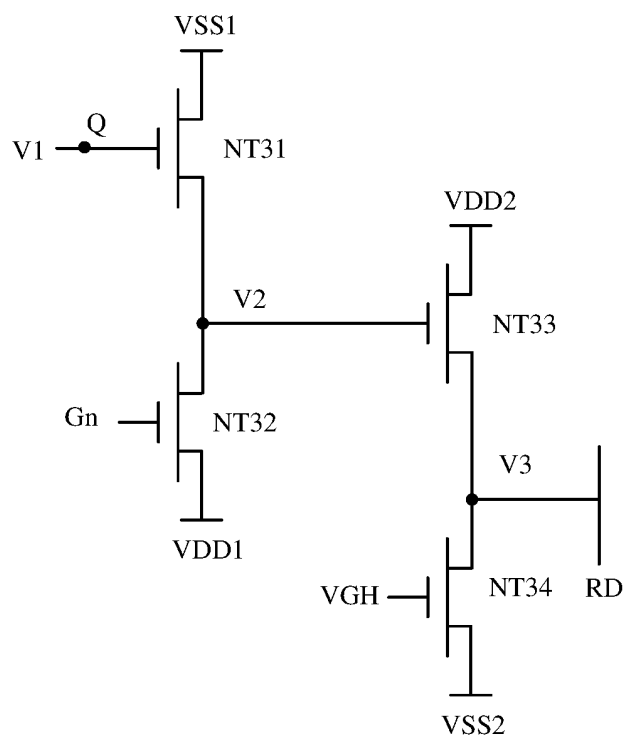 VSS1
Q
V1
NT31
VDD2
V2
NT33
Gn
NT32
V3
VDD1
VGH
NT34
RD
VSS2